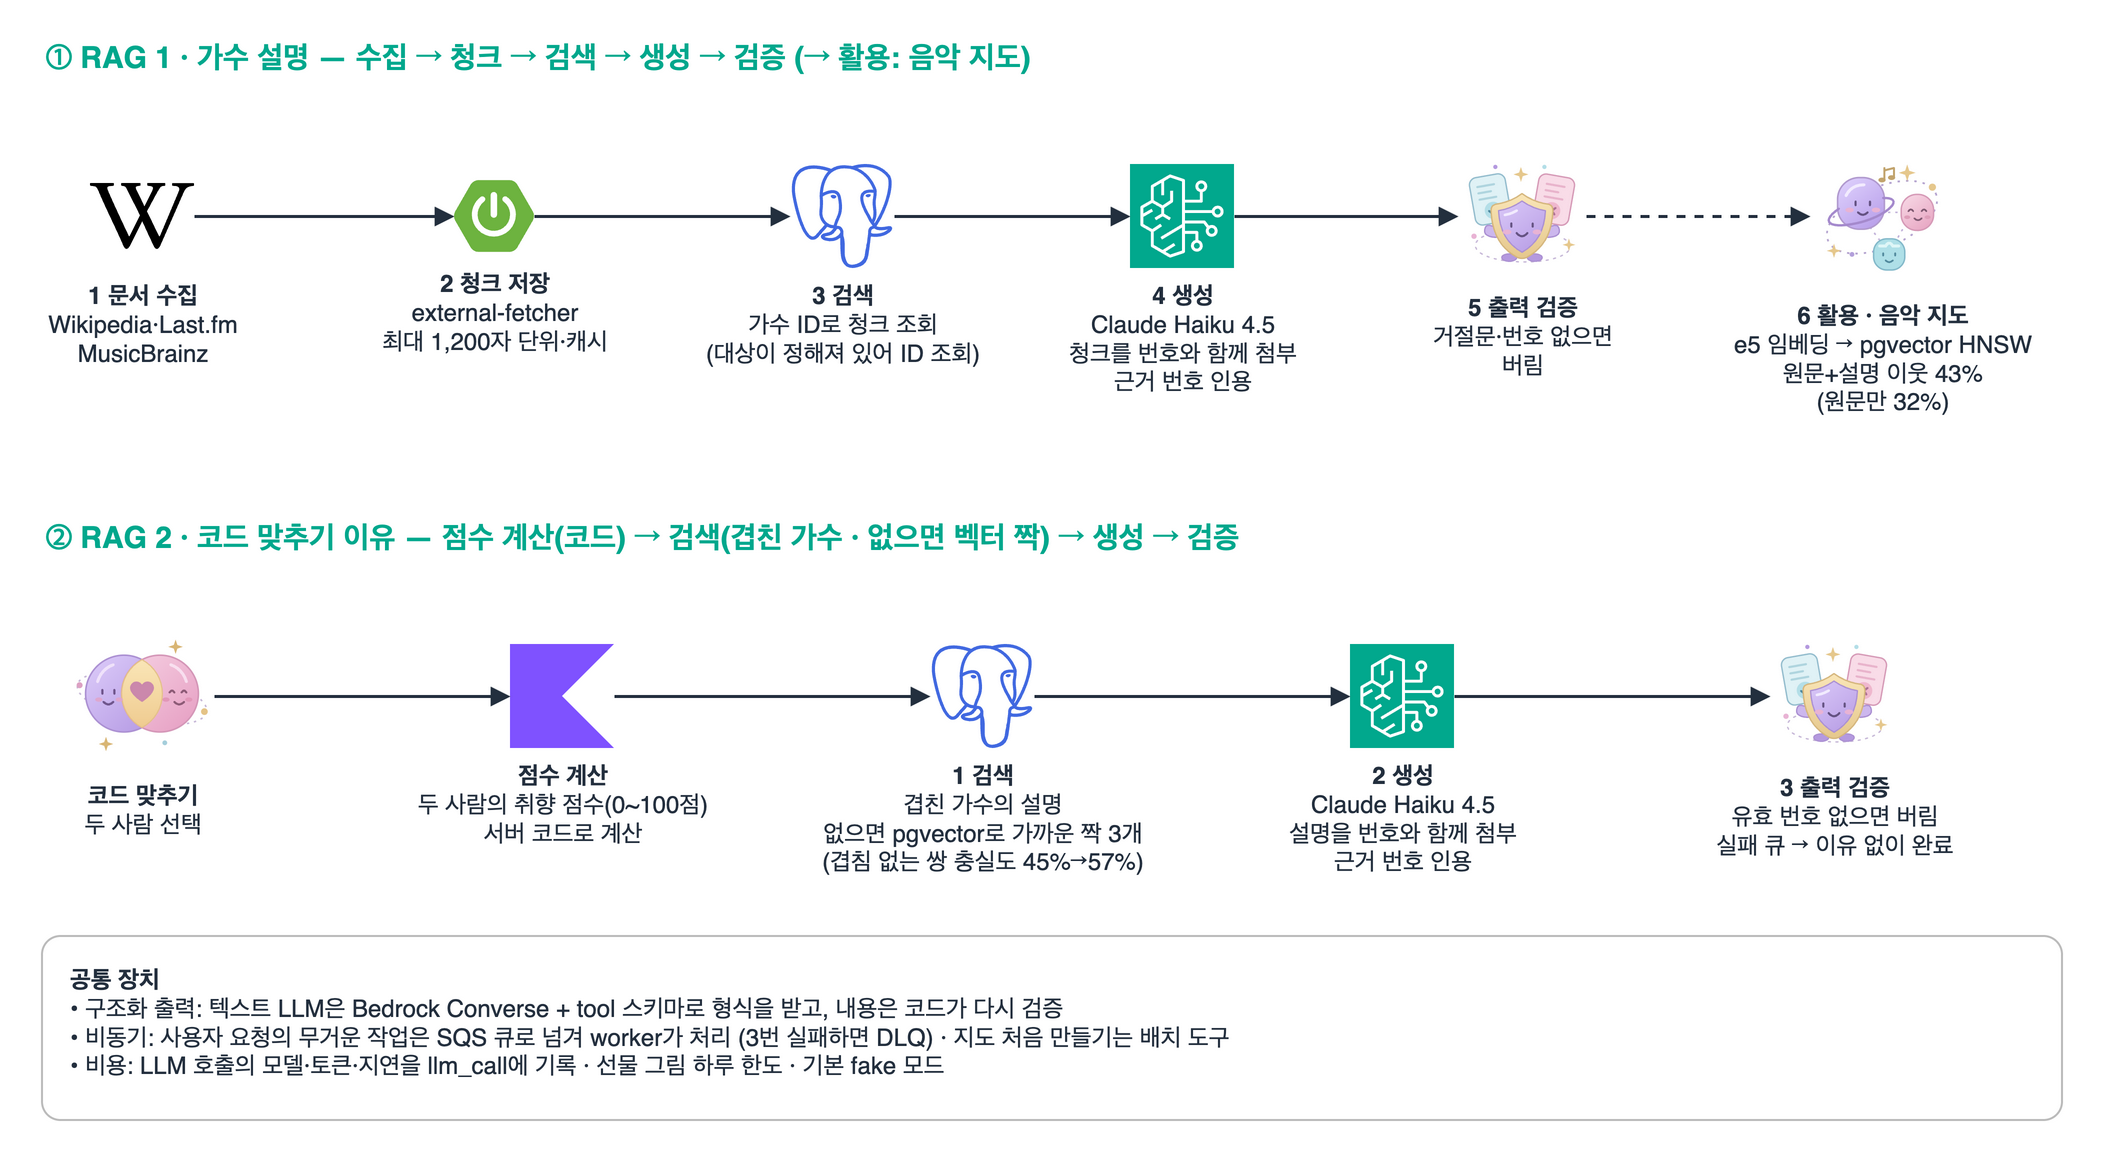 ① RAG 1 · 가수 설명 — 수집 → 청크 → 검색 → 생성 → 검증 (→ 활용: 음악 지도)
W
1 문서 수집
Wikipedia·Last.fm
MusicBrainz
2 청크 저장
external-fetcher
최대 1,200자 단위·캐시
3 검색
가수 ID로 청크 조회
(대상이 정해져 있어 ID 조회)
4 생성
Claude Haiku 4.5
청크를 번호와 함께 첨부
근거 번호 인용
5 출력 검증
거절문·번호 없으면
버림
6 활용 · 음악 지도
e5 임베딩 → pgvector HNSW
원문+설명 이웃 43%
(원문만 32%)
② RAG 2 · 코드 맞추기 이유 — 점수 계산(코드) → 검색(겹친 가수 · 없으면 벡터 짝) → 생성 → 검증
코드 맞추기
두 사람 선택
점수 계산
두 사람의 취향 점수(0~100점)
서버 코드로 계산
1 검색
겹친 가수의 설명
없으면 pgvector로 가까운 짝 3개
(겹침 없는 쌍 충실도 45%→57%)
2 생성
Claude Haiku 4.5
설명을 번호와 함께 첨부
근거 번호 인용
3 출력 검증
유효 번호 없으면 버림
실패 큐 → 이유 없이 완료
공통 장치
• 구조화 출력: 텍스트 LLM은 Bedrock Converse + tool 스키마로 형식을 받고, 내용은 코드가 다시 검증
• 비동기: 사용자 요청의 무거운 작업은 SQS 큐로 넘겨 worker가 처리 (3번 실패하면 DLQ) · 지도 처음 만들기는 배치 도구
• 비용: LLM 호출의 모델·토큰·지연을 llm_call에 기록 · 선물 그림 하루 한도 · 기본 fake 모드